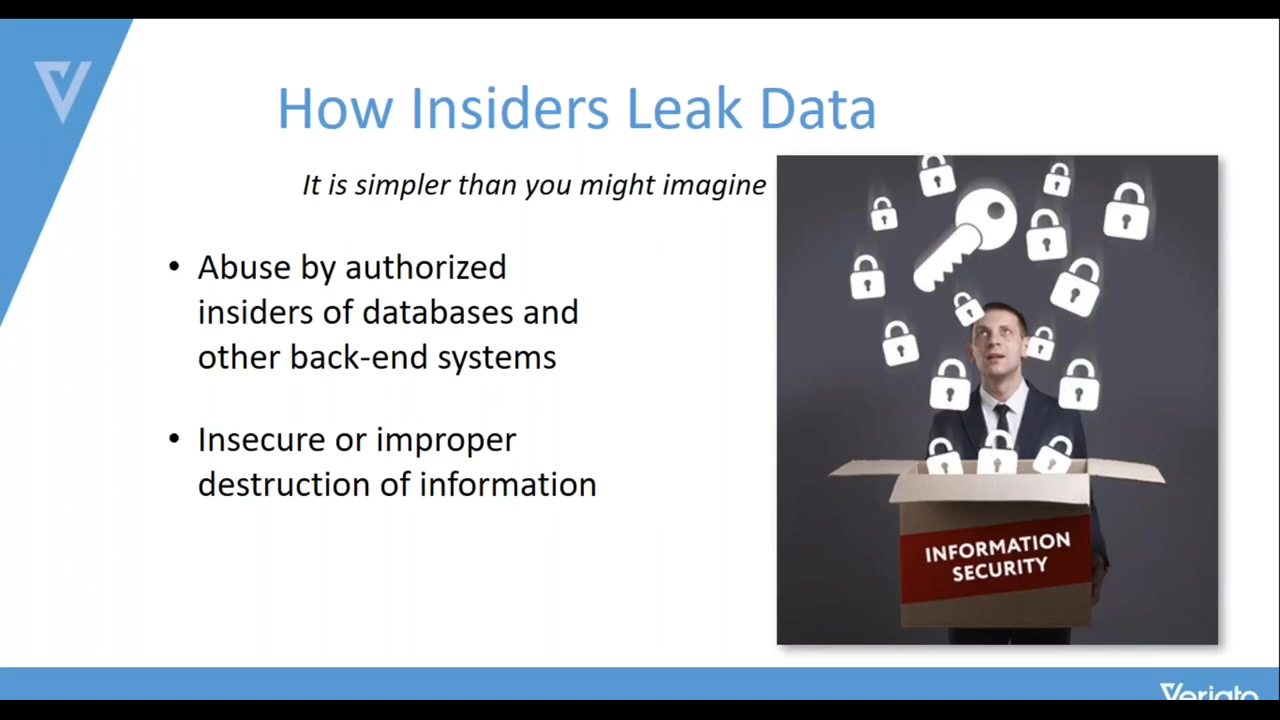 How Insiders Leak Data
It is simpler than you might imagine
• Abuse by authorized
insiders of databases and
other back-end systems
• Insecure or improper
destruction of information
INFORMATION
SECURITY
Veriato